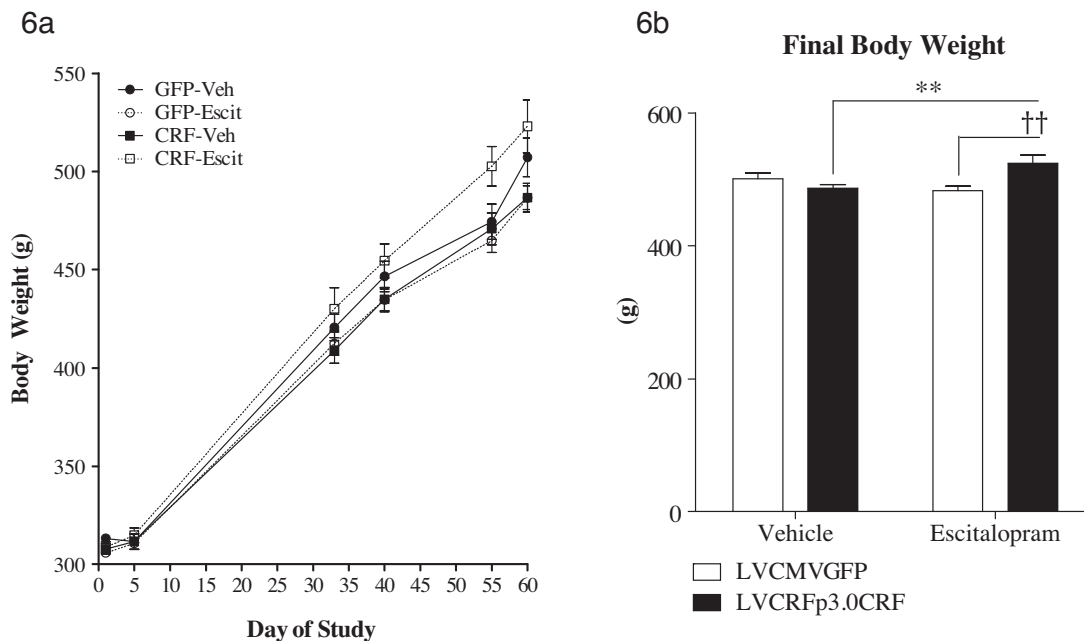 6a
550
500
450
400
350
300
Body Weight (g)
GFP-Veh
GFP-Escit
CRF-Veh
CRF-Escit
0 5 10 15 20 25 30 35 40 45 50 55 60
Day of Study
6b
Final Body Weight
**
††
600
400
200
0
(g)
Vehicle Escitalopram
LVCMVGFP
LVCRFp3.0CRF